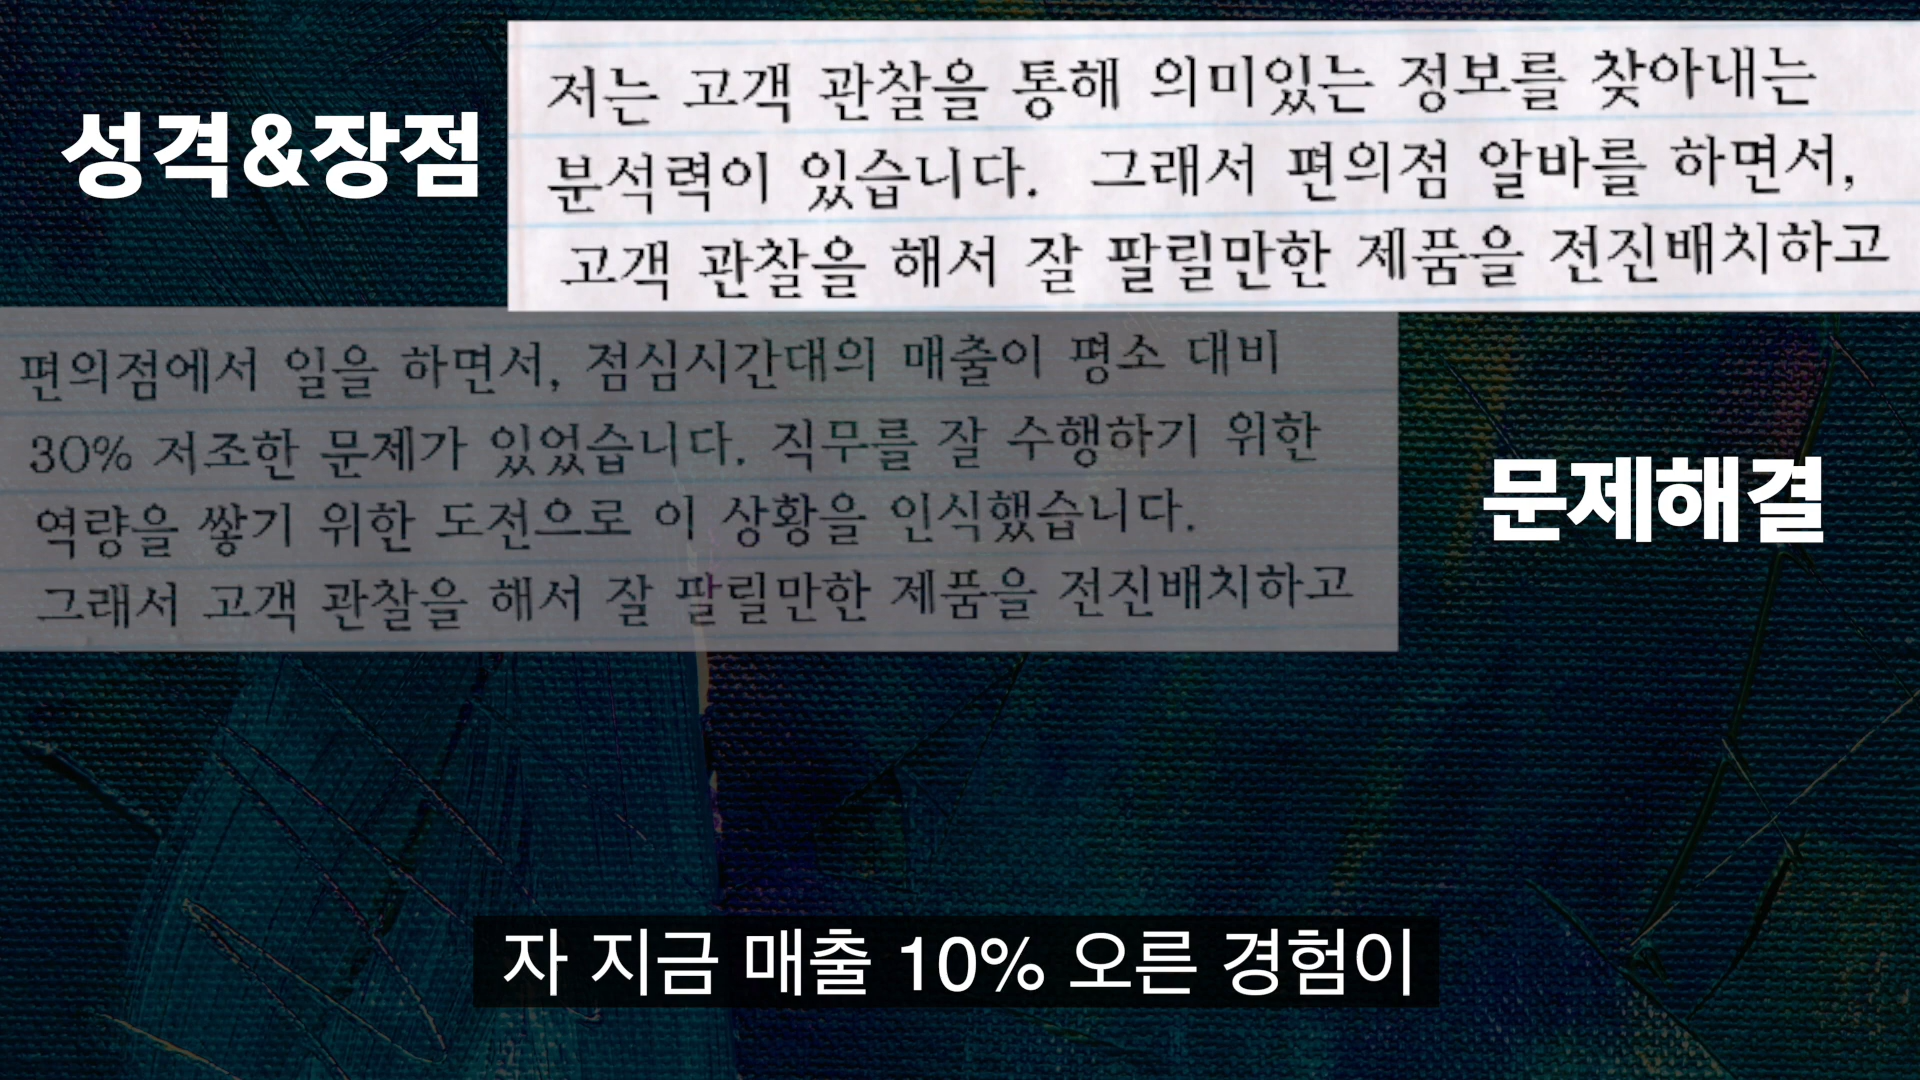 성격&장점
저는 고객 관찰을 통해 의미있는 정보를 찾아내는
분석력이 있습니다. 그래서 편의점 알바를 하면서,
고객 관찰을 해서 잘 팔릴만한 제품을 전진배치하고
편의점에서 일을 하면서, 점심시간대의 매출이 평소 대비
30% 저조한 문제가 있었습니다. 직무를 잘 수행하기 위한
역량을 쌓기 위한 도전으로 이 상황을 인식했습니다.
그래서 고객 관찰을 해서 잘 팔릴만한 제품을 전진배치하고
문제해결
자 지금 매출 10% 오른 경험이